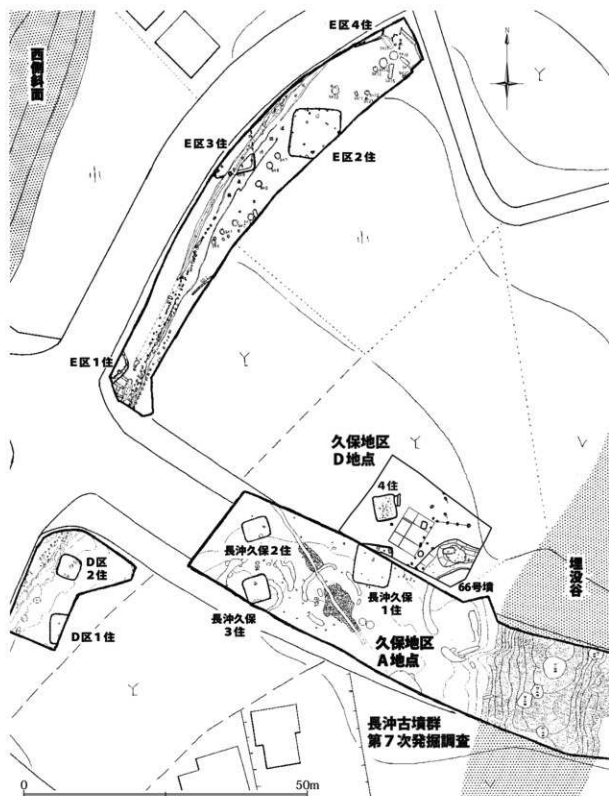 E区4住
西側斜面
N
E区3住
E区2住
E区1住
久保地区
D地点
4住
埋没谷
D区
2住
長沖久保2住
66号墳
長沖久保
1住
長沖久保
3住
D区1住
久保地区
A地点
長沖古墳群
第7次発掘調査
0
50m